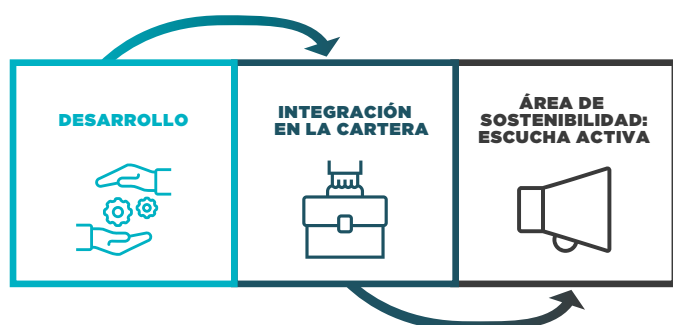 DESARROLLO
INTEGRACIÓN
EN LA CARTERA
ÁREA DE
SOSTENIBILIDAD:
ESCUCHA ACTIVA